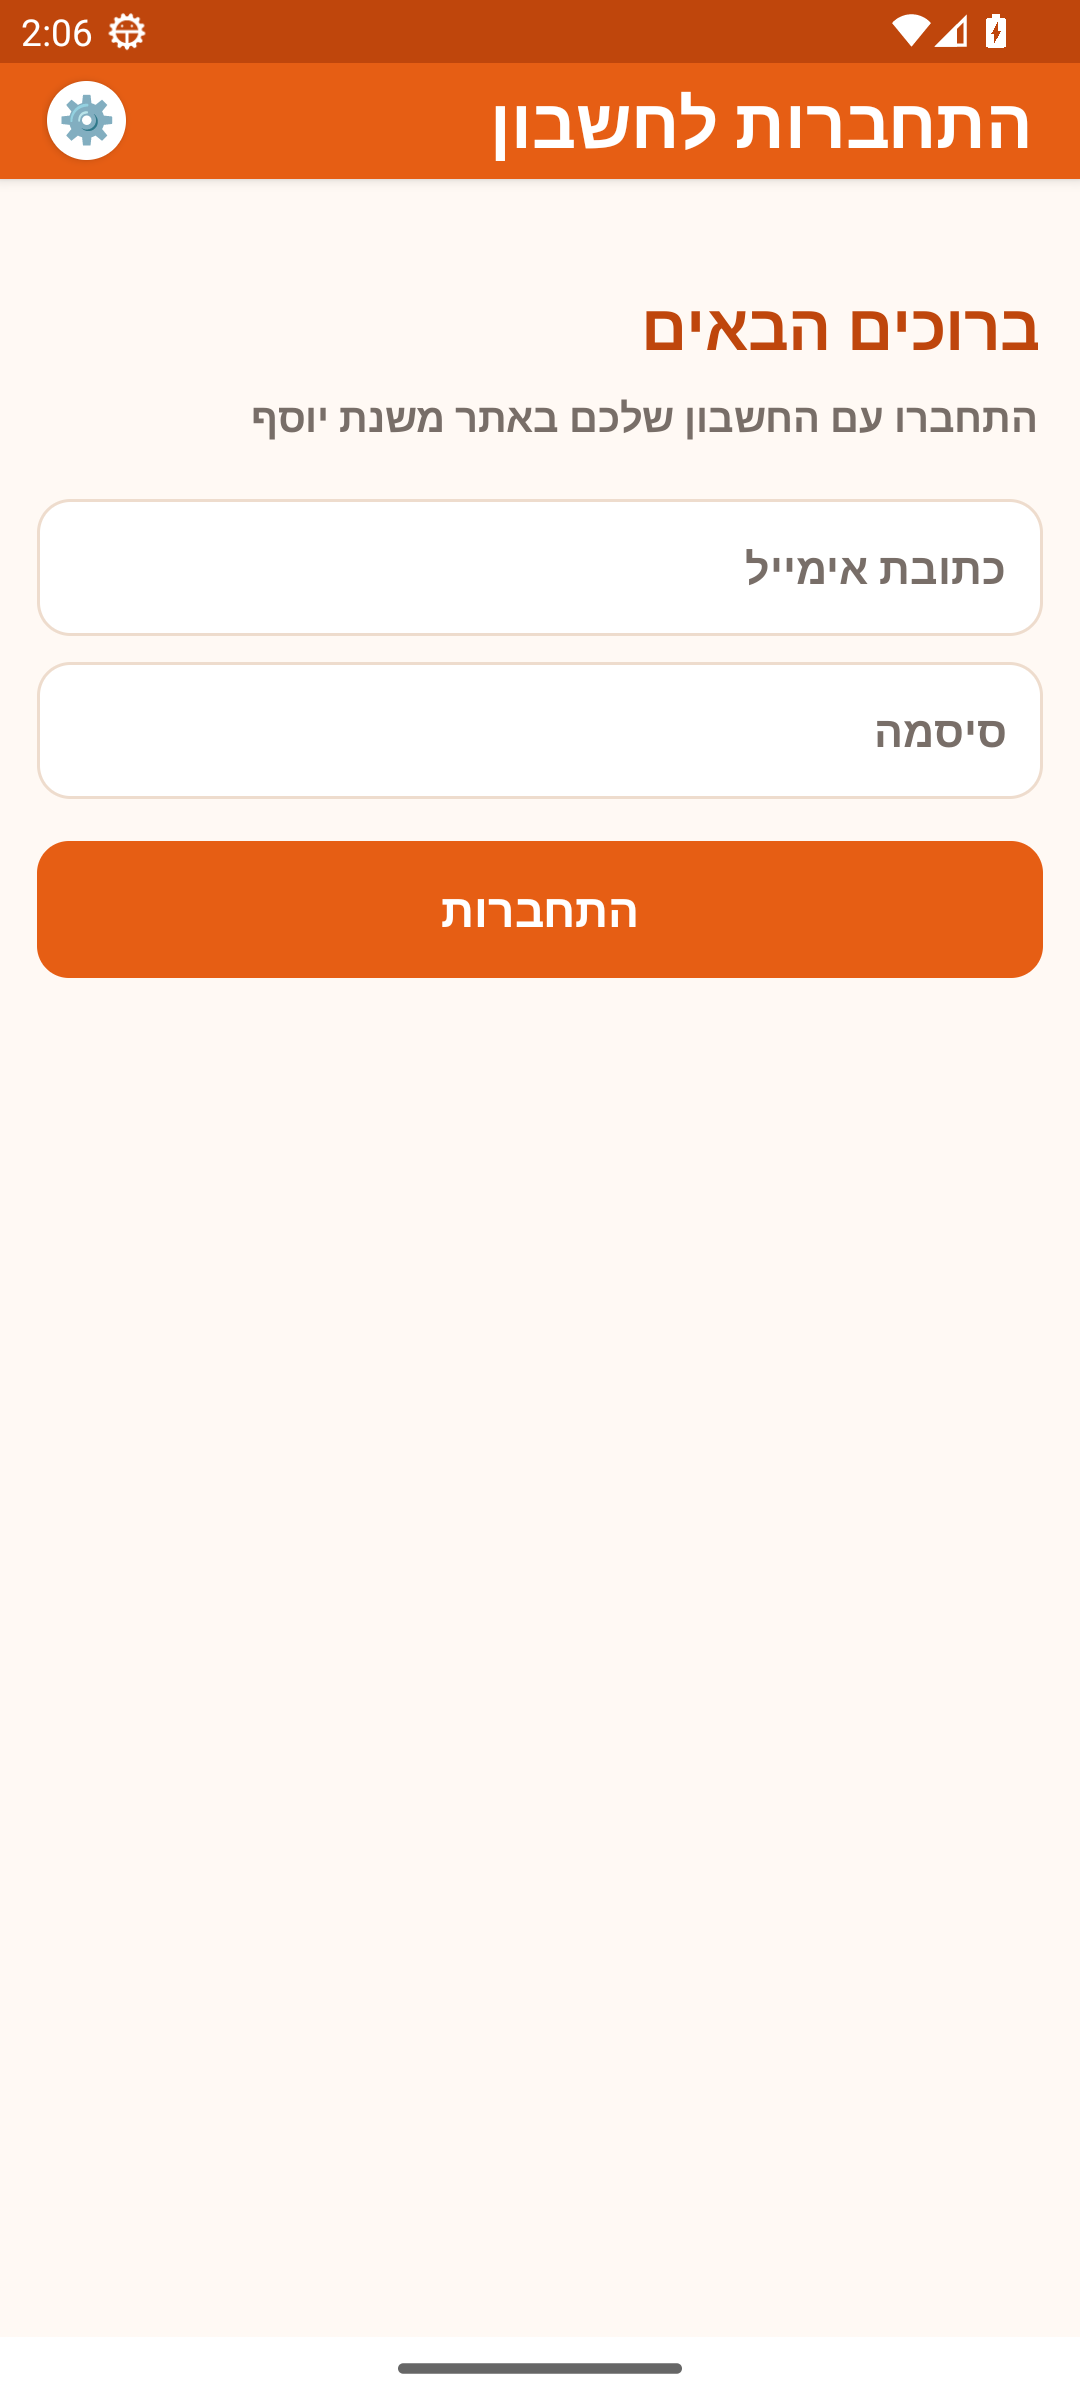 2:06
התחברות לחשבון
ברוכים הבאים
התחברו עם החשבון שלכם באתר משנת יוסף
כתובת אימייל
סיסמה
התחברות